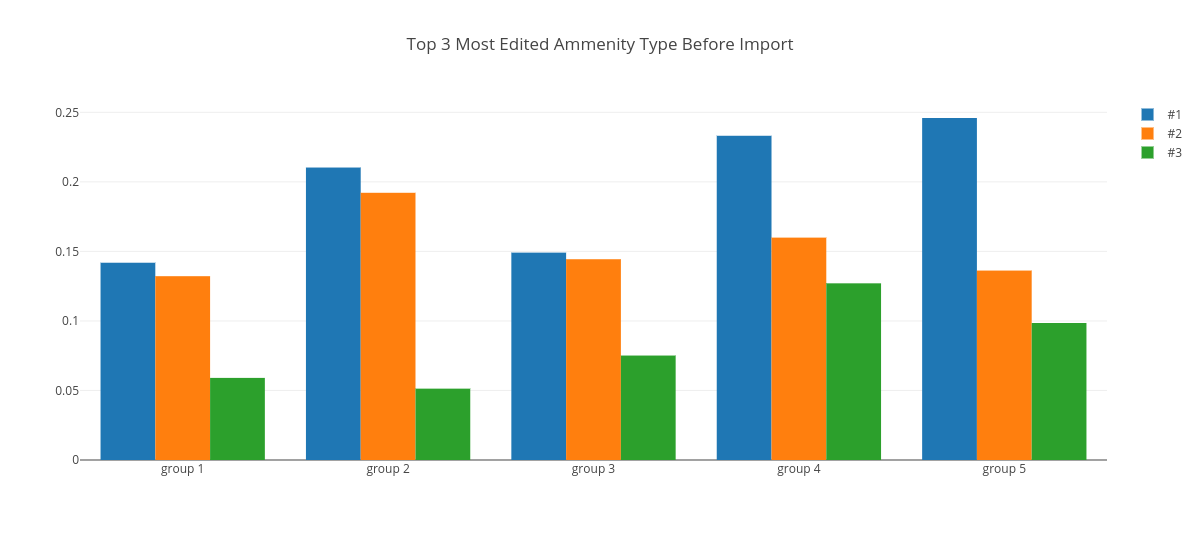 Top 3 Most Edited Ammenity Type Before Import
0.25
0.2
0.15
0.1
0.05
0
group 1
group 2
group 3
group 4
group 5
#1
#2
#3